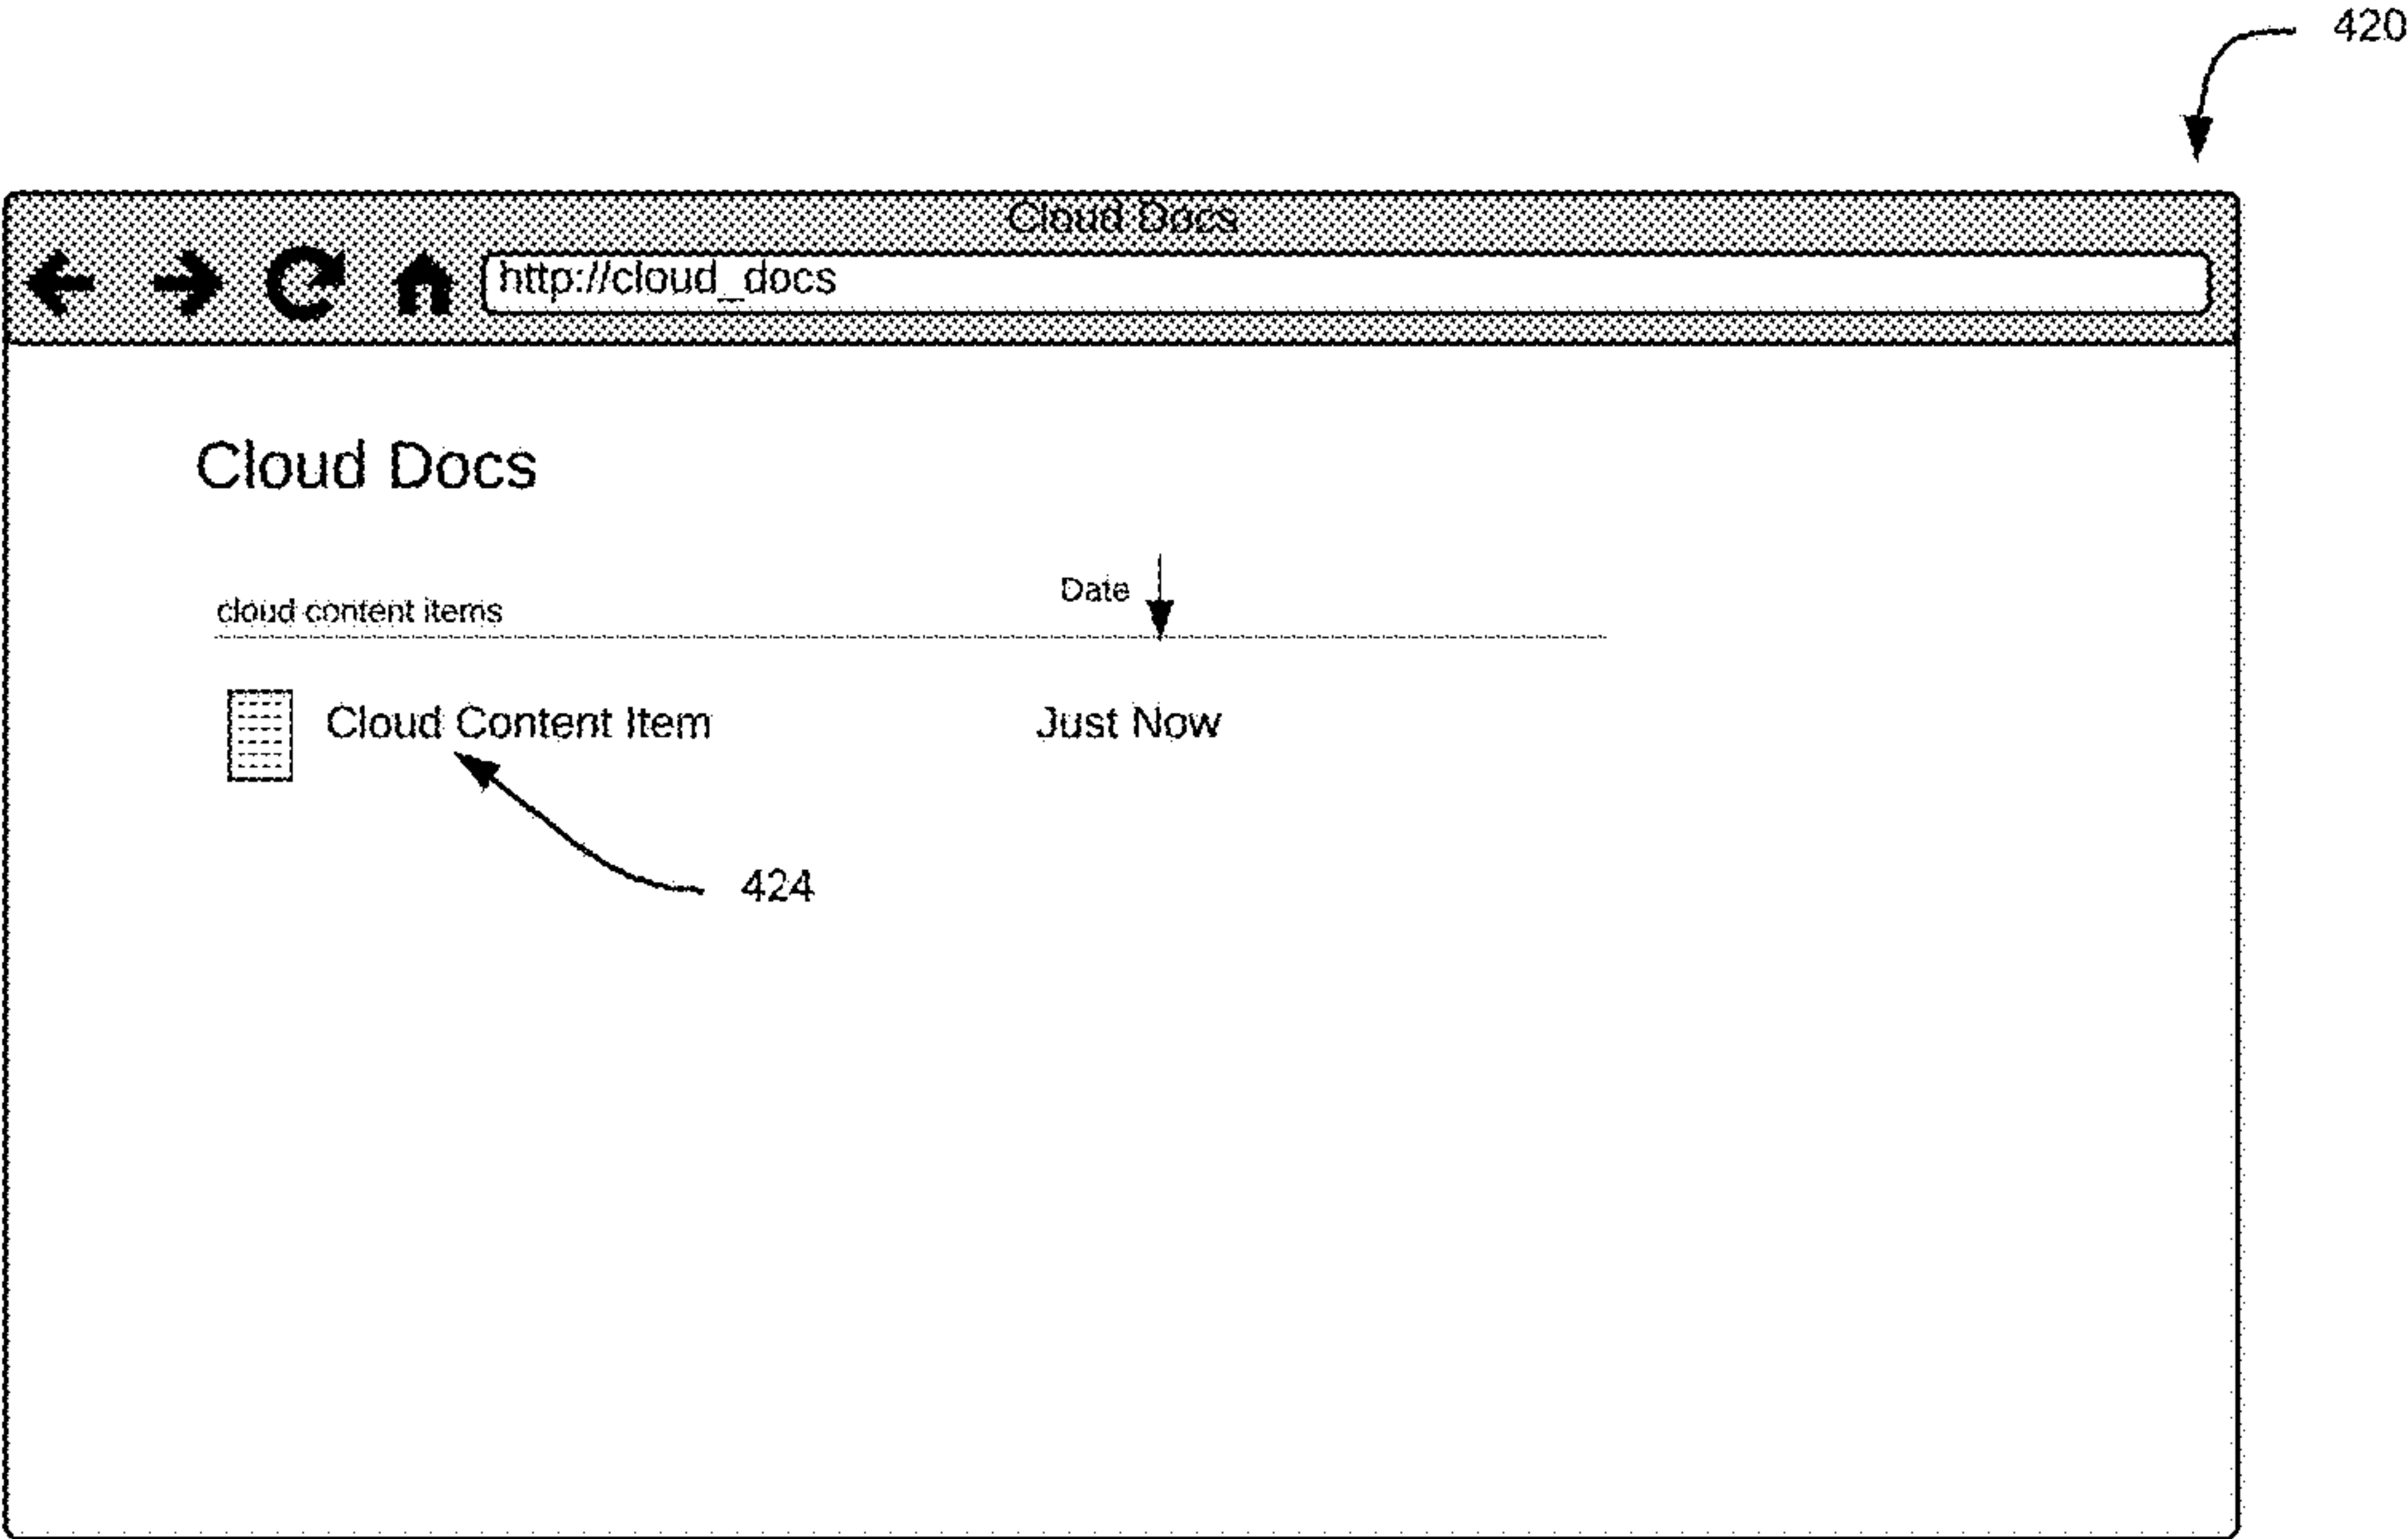 420
Cloud Docs
http://cloud_docs
Cloud Docs
Date
cloud content items
Cloud Content Item Just Now
424